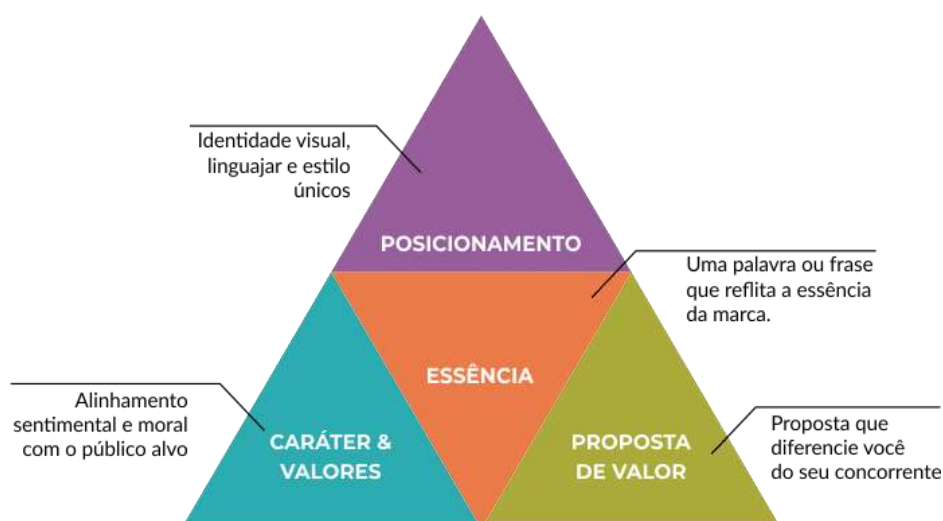 Identidade visual,
linguajar e estilo
únicos
POSICIONAMENTO
Uma palavra ou frase
que reflita a essência
da marca.
ESSÊNCIA
Alinhamento
sentimental e moral
com o público alvo
CARÁTER &
VALORES
PROPOSTA
DE VALOR
Proposta que
diferencie você
do seu concorrente